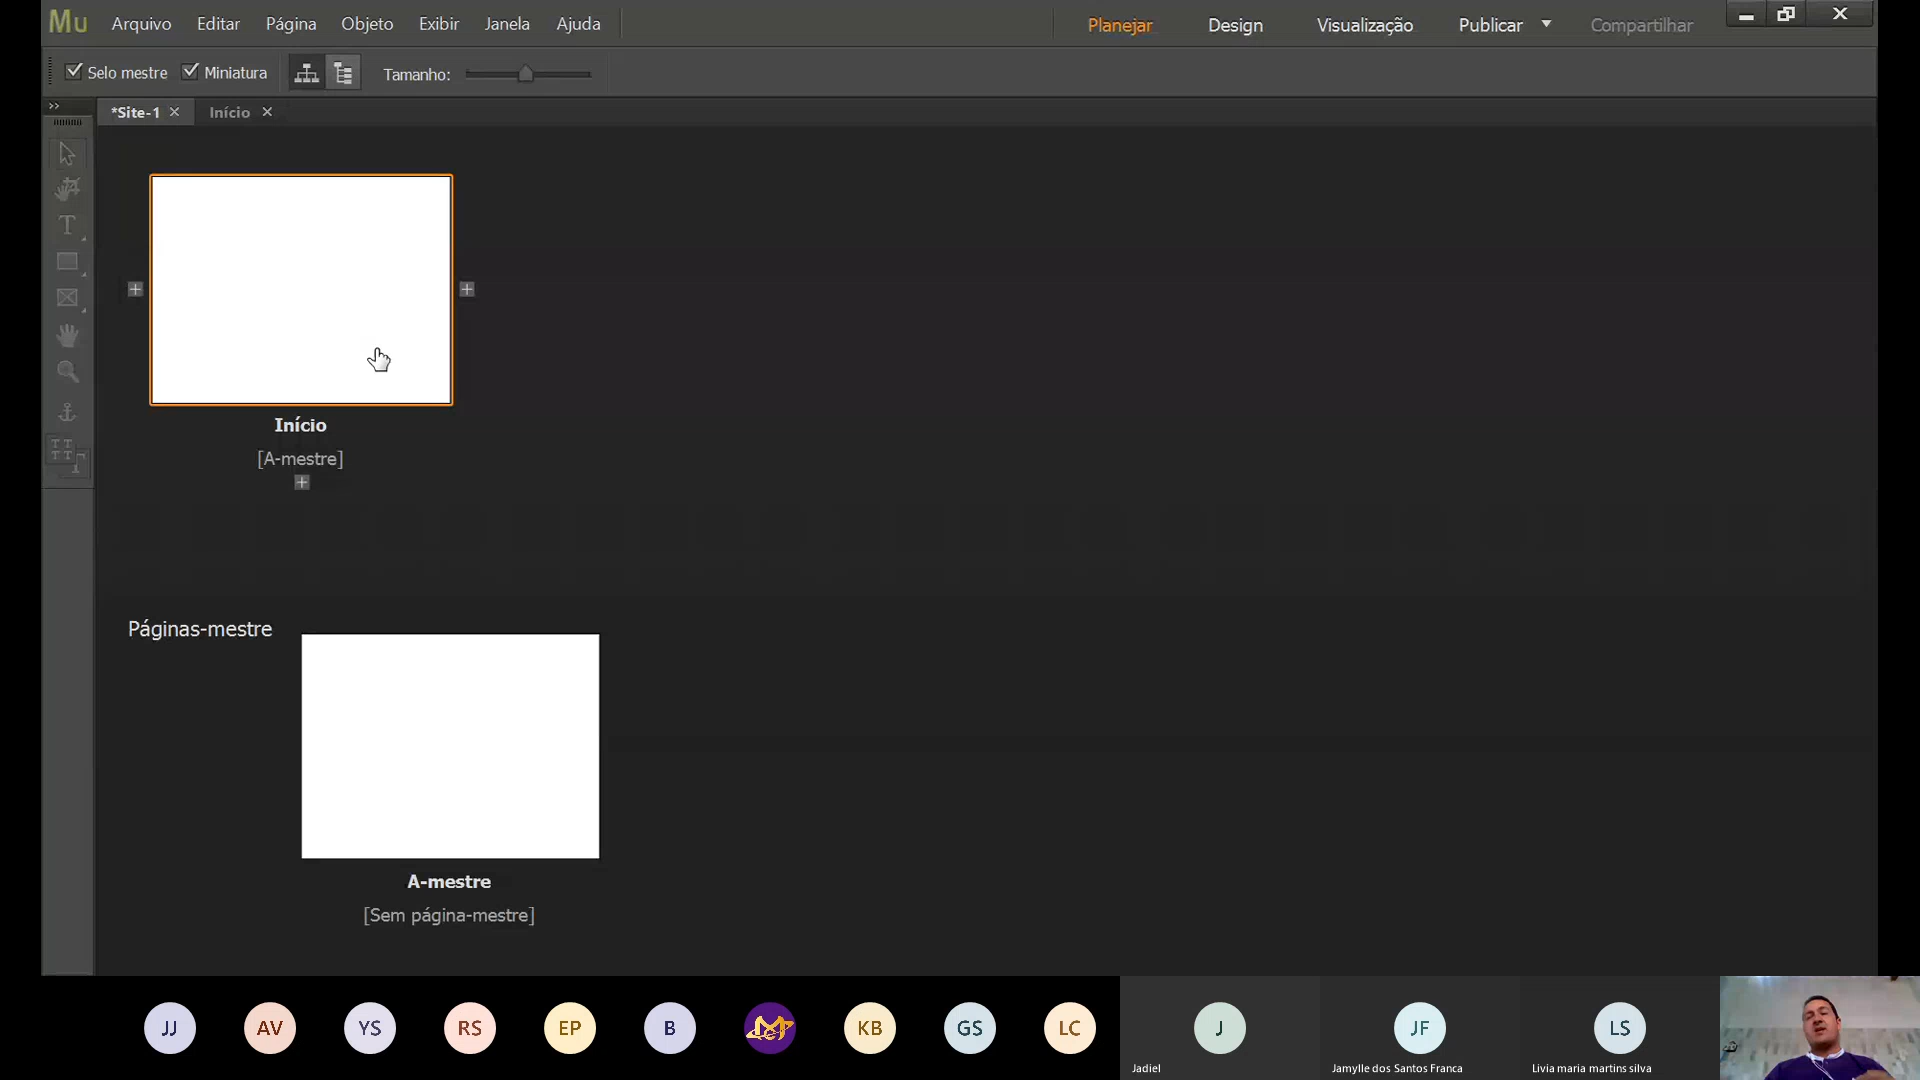 Mu Arquivo Editar Página Objeto Exibir Janela Ajuda Planejar Design Visualização Publicar Compartilhar
Selo mestre Miniatura Tamanho:
*Site-1 Início
T
Início
[A-mestre]
Páginas-mestre
A-mestre
[Sem página-mestre]
JJ AV YS RS EP B KB GS LC J JF LS
Jadiel Jamylle dos Santos Franca Livia maria martins silva